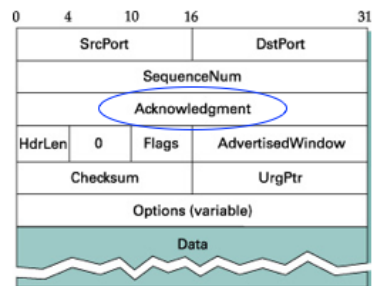 0 4 10 16 31
SrcPort DstPort
SequenceNum
Acknowledgment
HdrLen 0 Flags AdvertisedWindow
Checksum UrgPtr
Options (variable)
Data